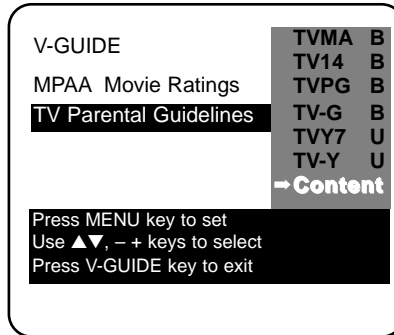 V-GUIDE
MPAA Movie Ratings
TV Parental Guidelines
TVMA B
TV14 B
TVPG B
TV-G B
TVY7 U
TV-Y U
➡Content
Press MENU key to set
Use ▲▼, – + keys to select
Press V-GUIDE key to exit